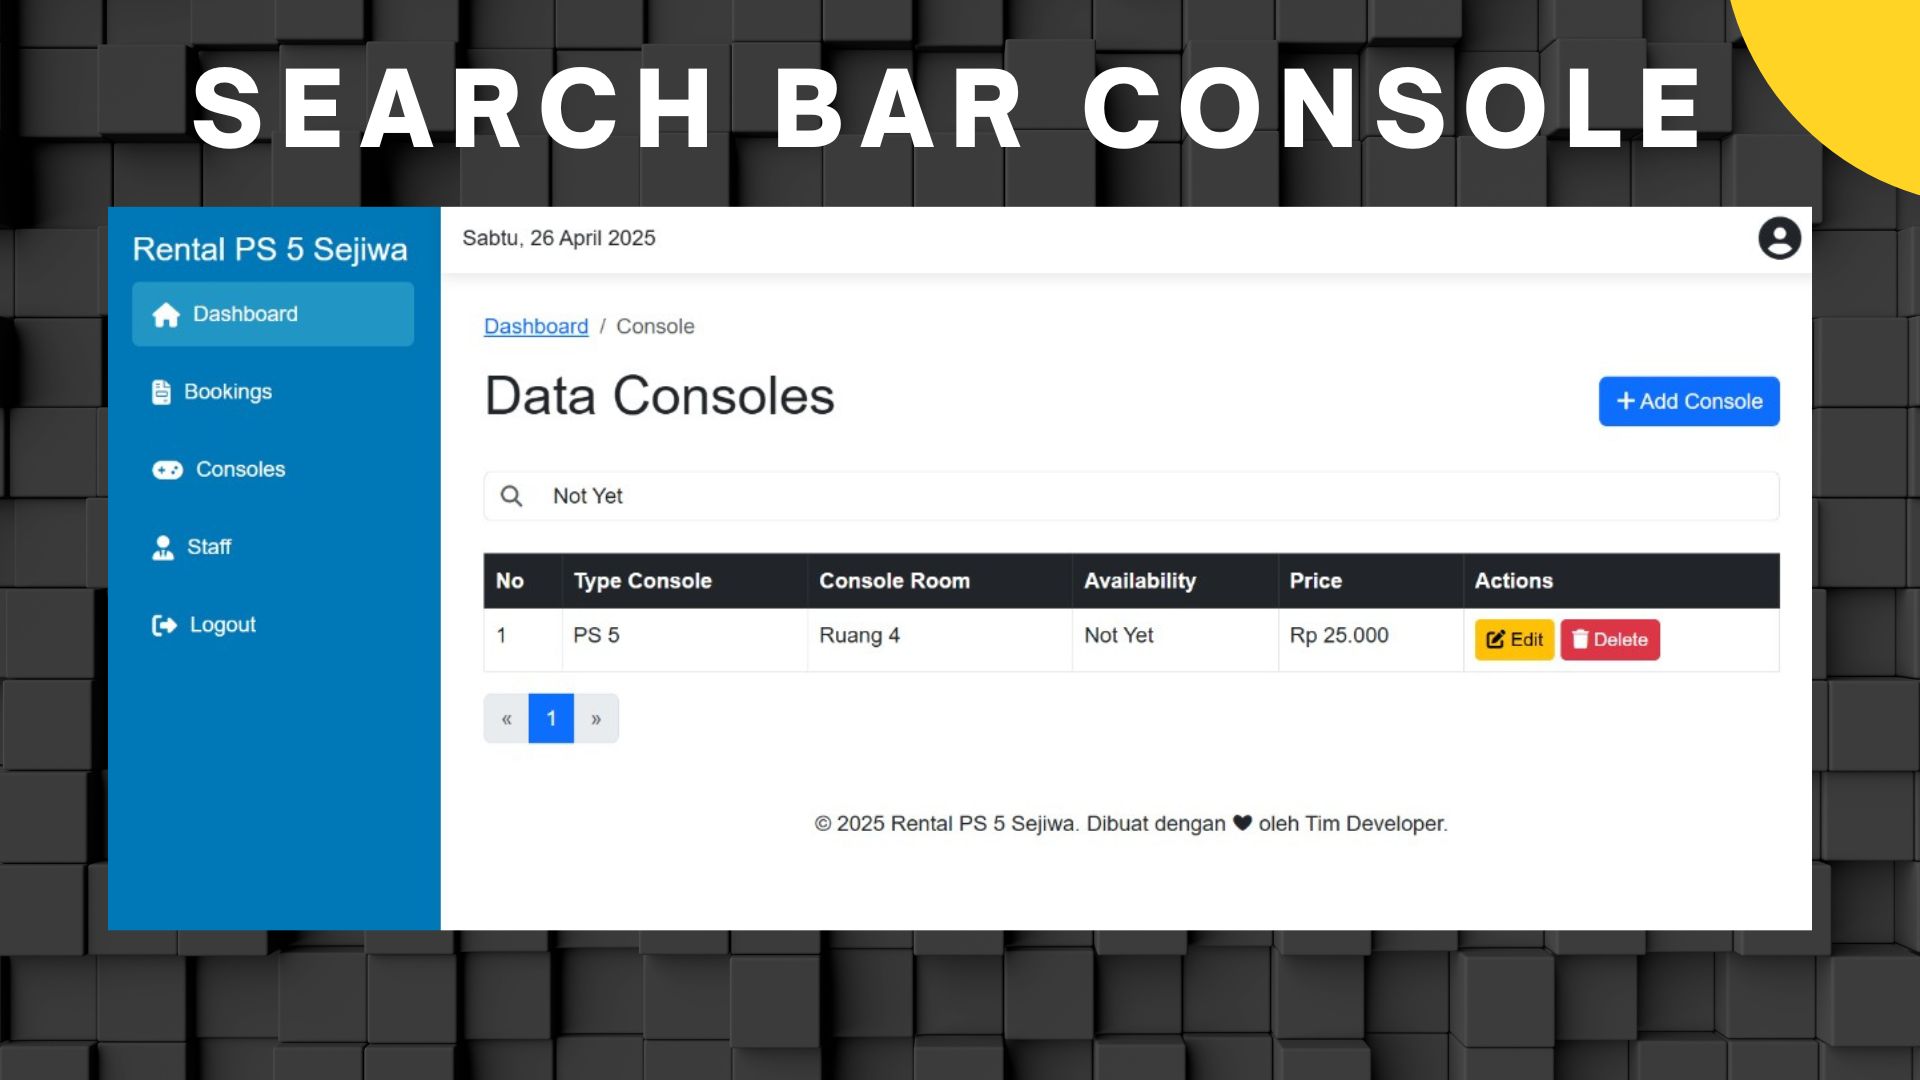 SEARCH BAR CONSOLE
Rental PS 5 Sejiwa
Dashboard
Bookings
Consoles
Staff
Logout
Sabtu, 26 April 2025
Dashboard / Console
Data Consoles
+ Add Console
Not Yet
No Type Console Console Room Availability Price Actions
1 PS 5 Ruang 4 Not Yet Rp 25.000 Edit Delete
« 1 »
© 2025 Rental PS 5 Sejiwa. Dibuat dengan ♥ oleh Tim Developer.